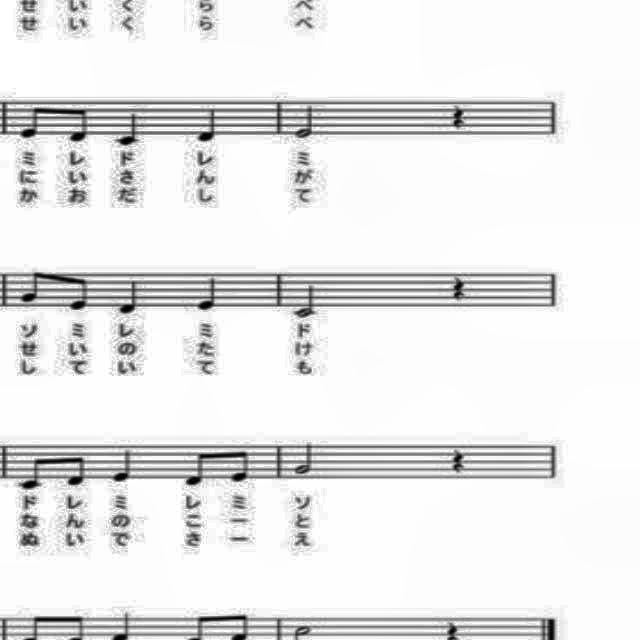 せ い く ら べ
せ い く ら べ
ミ レ ド レ ミ
に い さ ん が
か お だ し て
ソ ミ レ ミ ド
せ い の た け
し て い て も
ド レ ミ レ ミ ソ
な ん の こ ー と
ぬ い で さ ー え